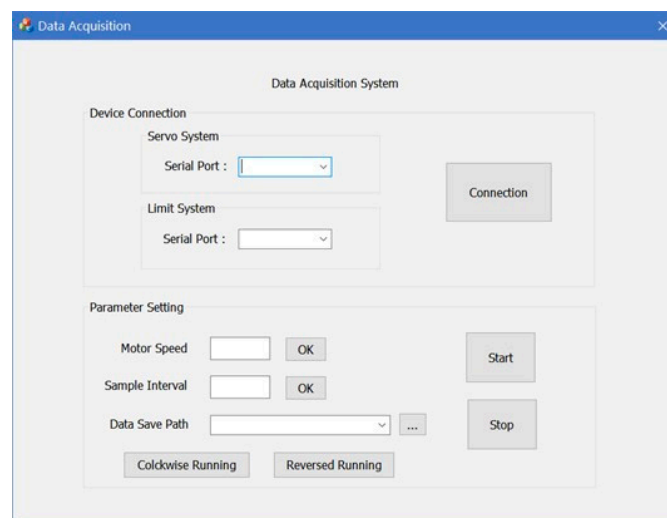 Data Acquisition
Data Acquisition System
Device Connection
Servo System
Serial Port :
Connection
Limit System
Serial Port :
Parameter Setting
Motor Speed OK
Start
Sample Interval OK
Data Save Path ...
Stop
Colckwise Running Reversed Running